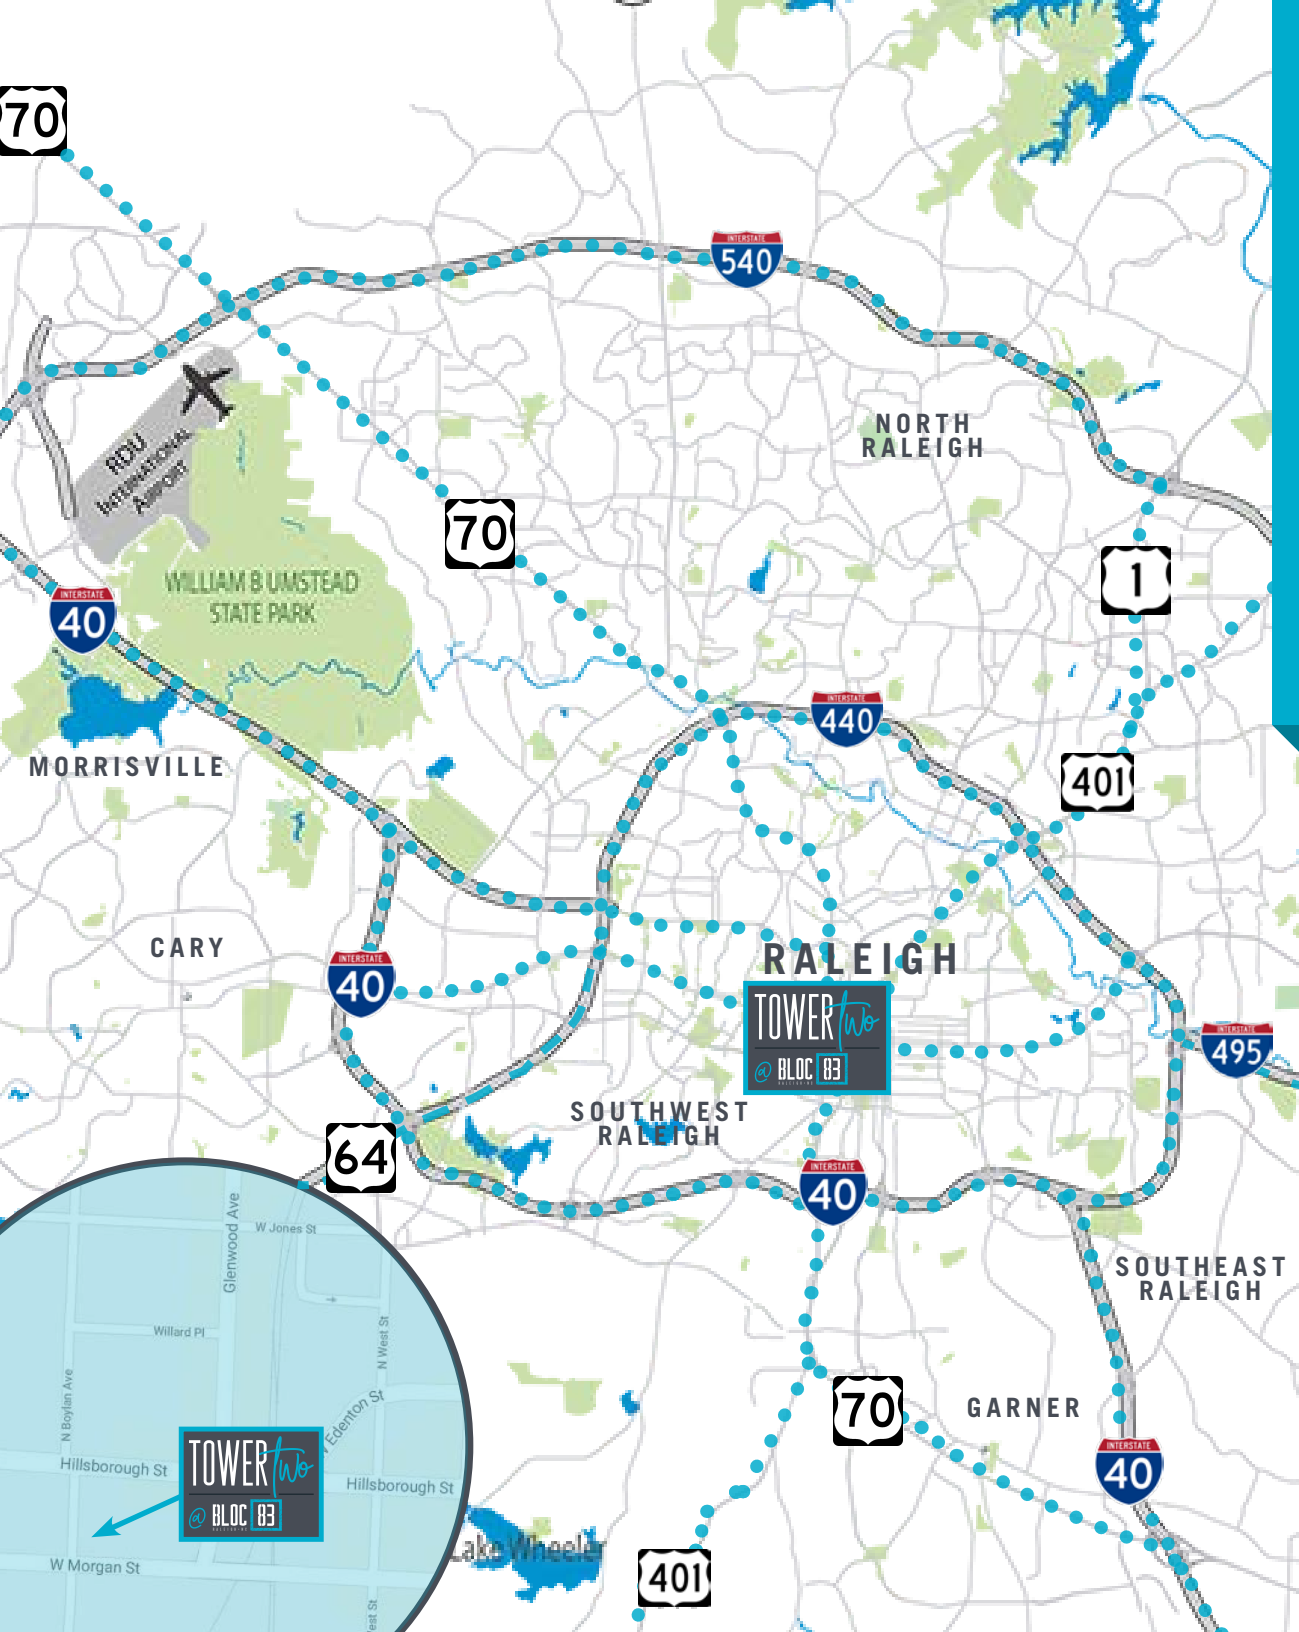 70
INTERSTATE
540
NORTH
RALEIGH
RDU
INTERNATIONAL
AIRPORT
70
1
WILLIAM B UMSTEAD
STATE PARK
INTERSTATE
40
INTERSTATE
440
MORRISVILLE
401
CARY
RALEIGH
INTERSTATE
40
TOWER two
@ BLOC 83
INTERSTATE
495
SOUTHWEST
RALEIGH
64
INTERSTATE
40
SOUTHEAST
RALEIGH
Glenwood Ave
W Jones St
Willard Pl
N West St
N Boylan Ave
W Edenton St
Hillsborough St
TOWER two
@ BLOC 83
Hillsborough St
W Morgan St
70
GARNER
INTERSTATE
40
Lake Wheeler
401